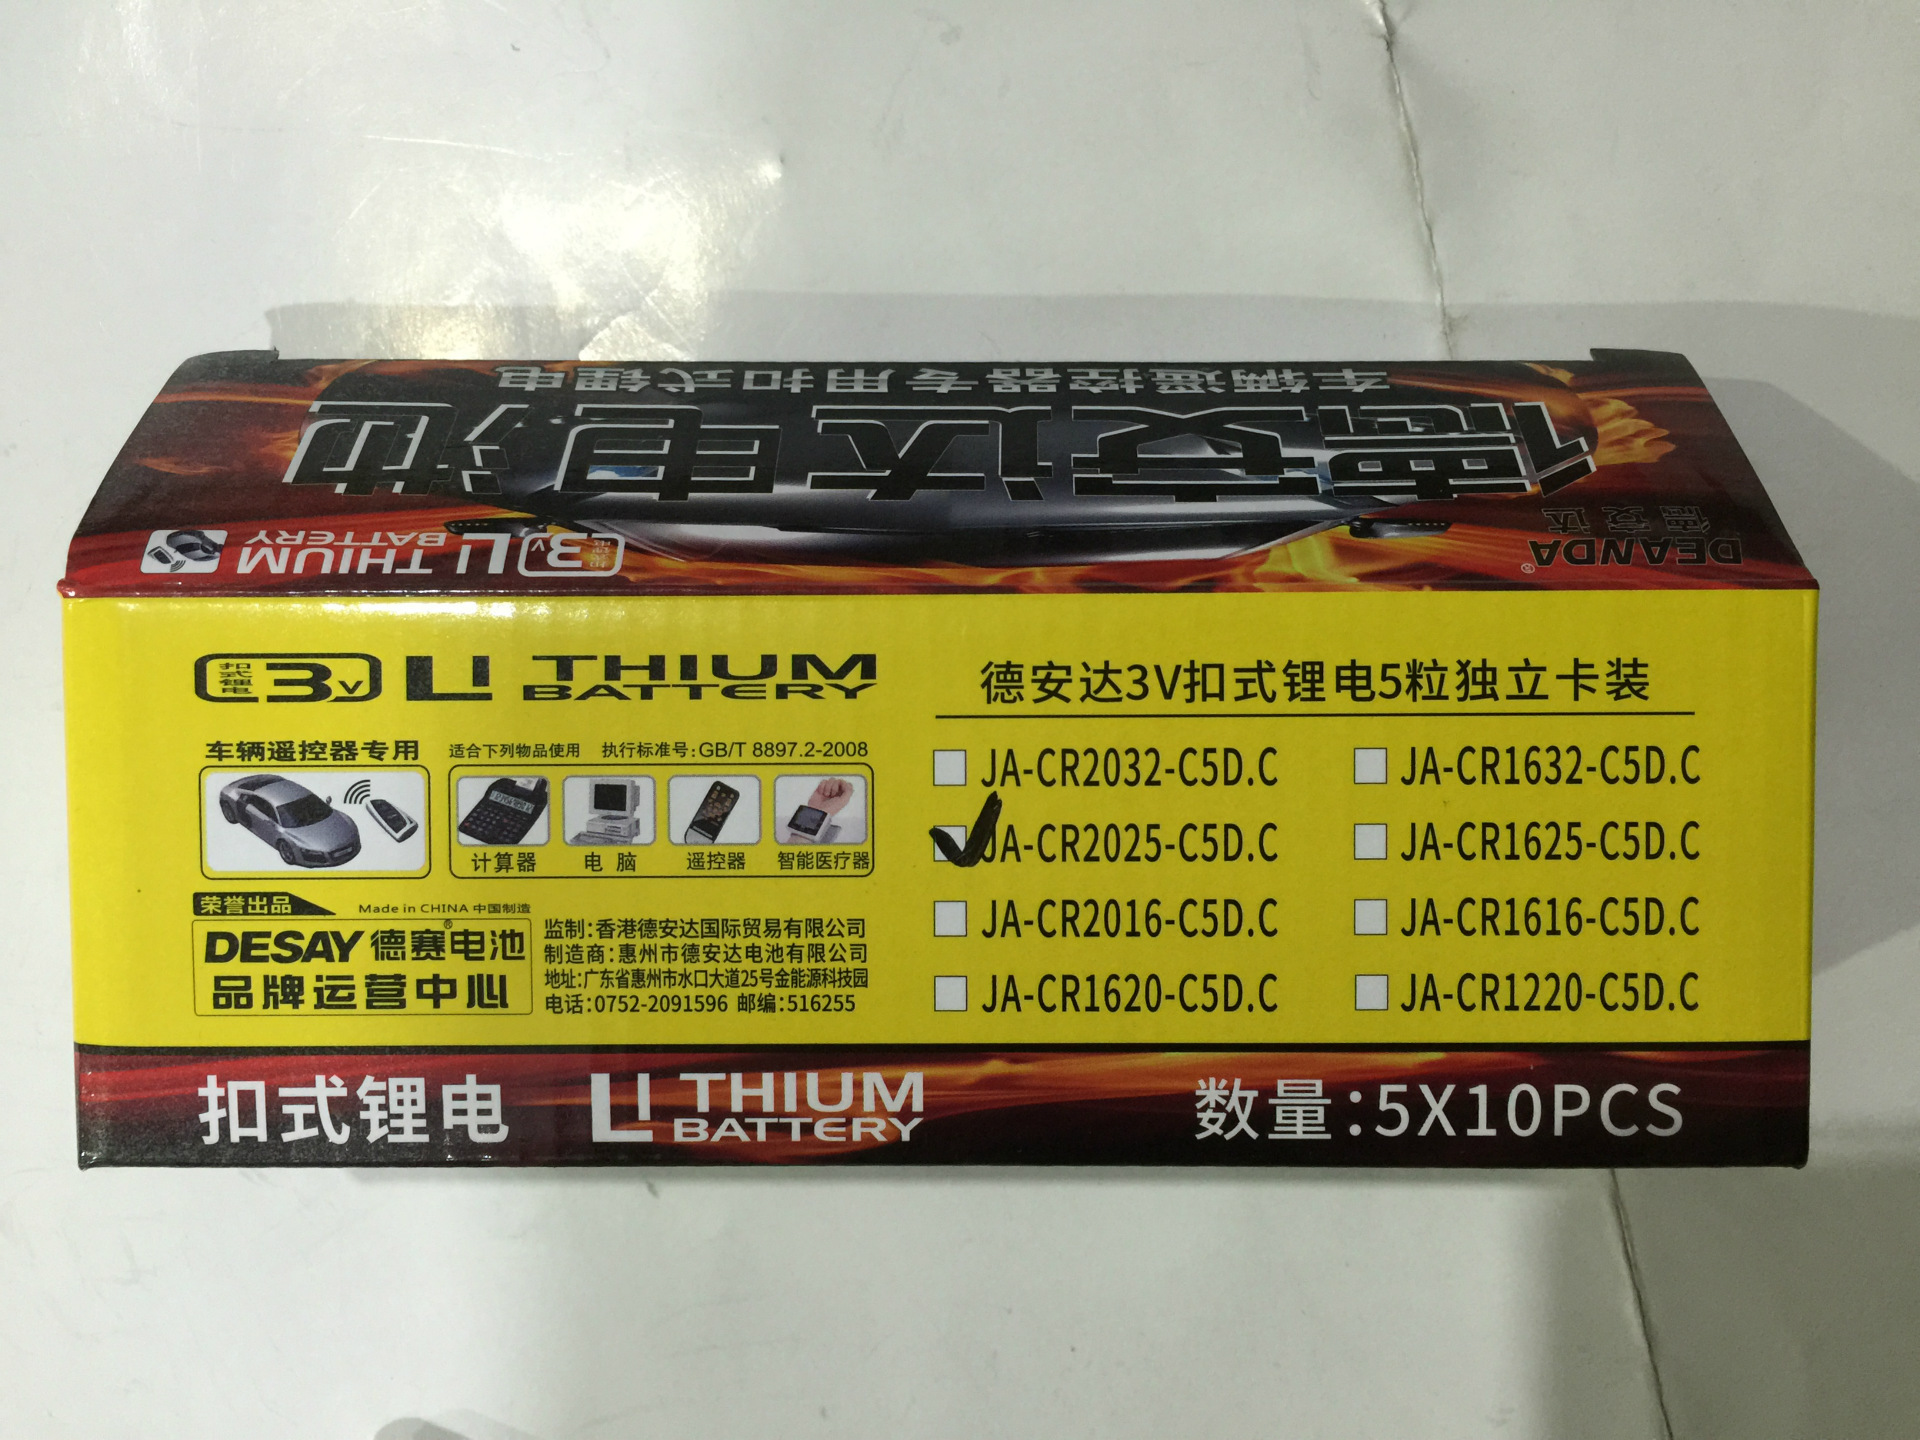 车辆遥控器专用扣式锂电
德安达电池
DEANDA®
德安达
扣式锂电 3V LITHIUM BATTERY
扣式锂电 3V LITHIUM BATTERY
车辆遥控器专用
适合下列物品使用 执行标准号:GB/T 8897.2-2008
计算器 电脑 遥控器 智能医疗器
荣誉出品
Made in CHINA 中国制造
DESAY 德赛®电池
品牌运营中心
监制:香港德安达国际贸易有限公司
制造商:惠州市德安达电池有限公司
地址:广东省惠州市水口大道25号金能源科技园
电话:0752-2091596 邮编:516255
德安达3V扣式锂电5粒独立卡装
JA-CR2032-C5D.C JA-CR1632-C5D.C
JA-CR2025-C5D.C JA-CR1625-C5D.C
JA-CR2016-C5D.C JA-CR1616-C5D.C
JA-CR1620-C5D.C JA-CR1220-C5D.C
扣式锂电 LITHIUM BATTERY 数量:5X10PCS